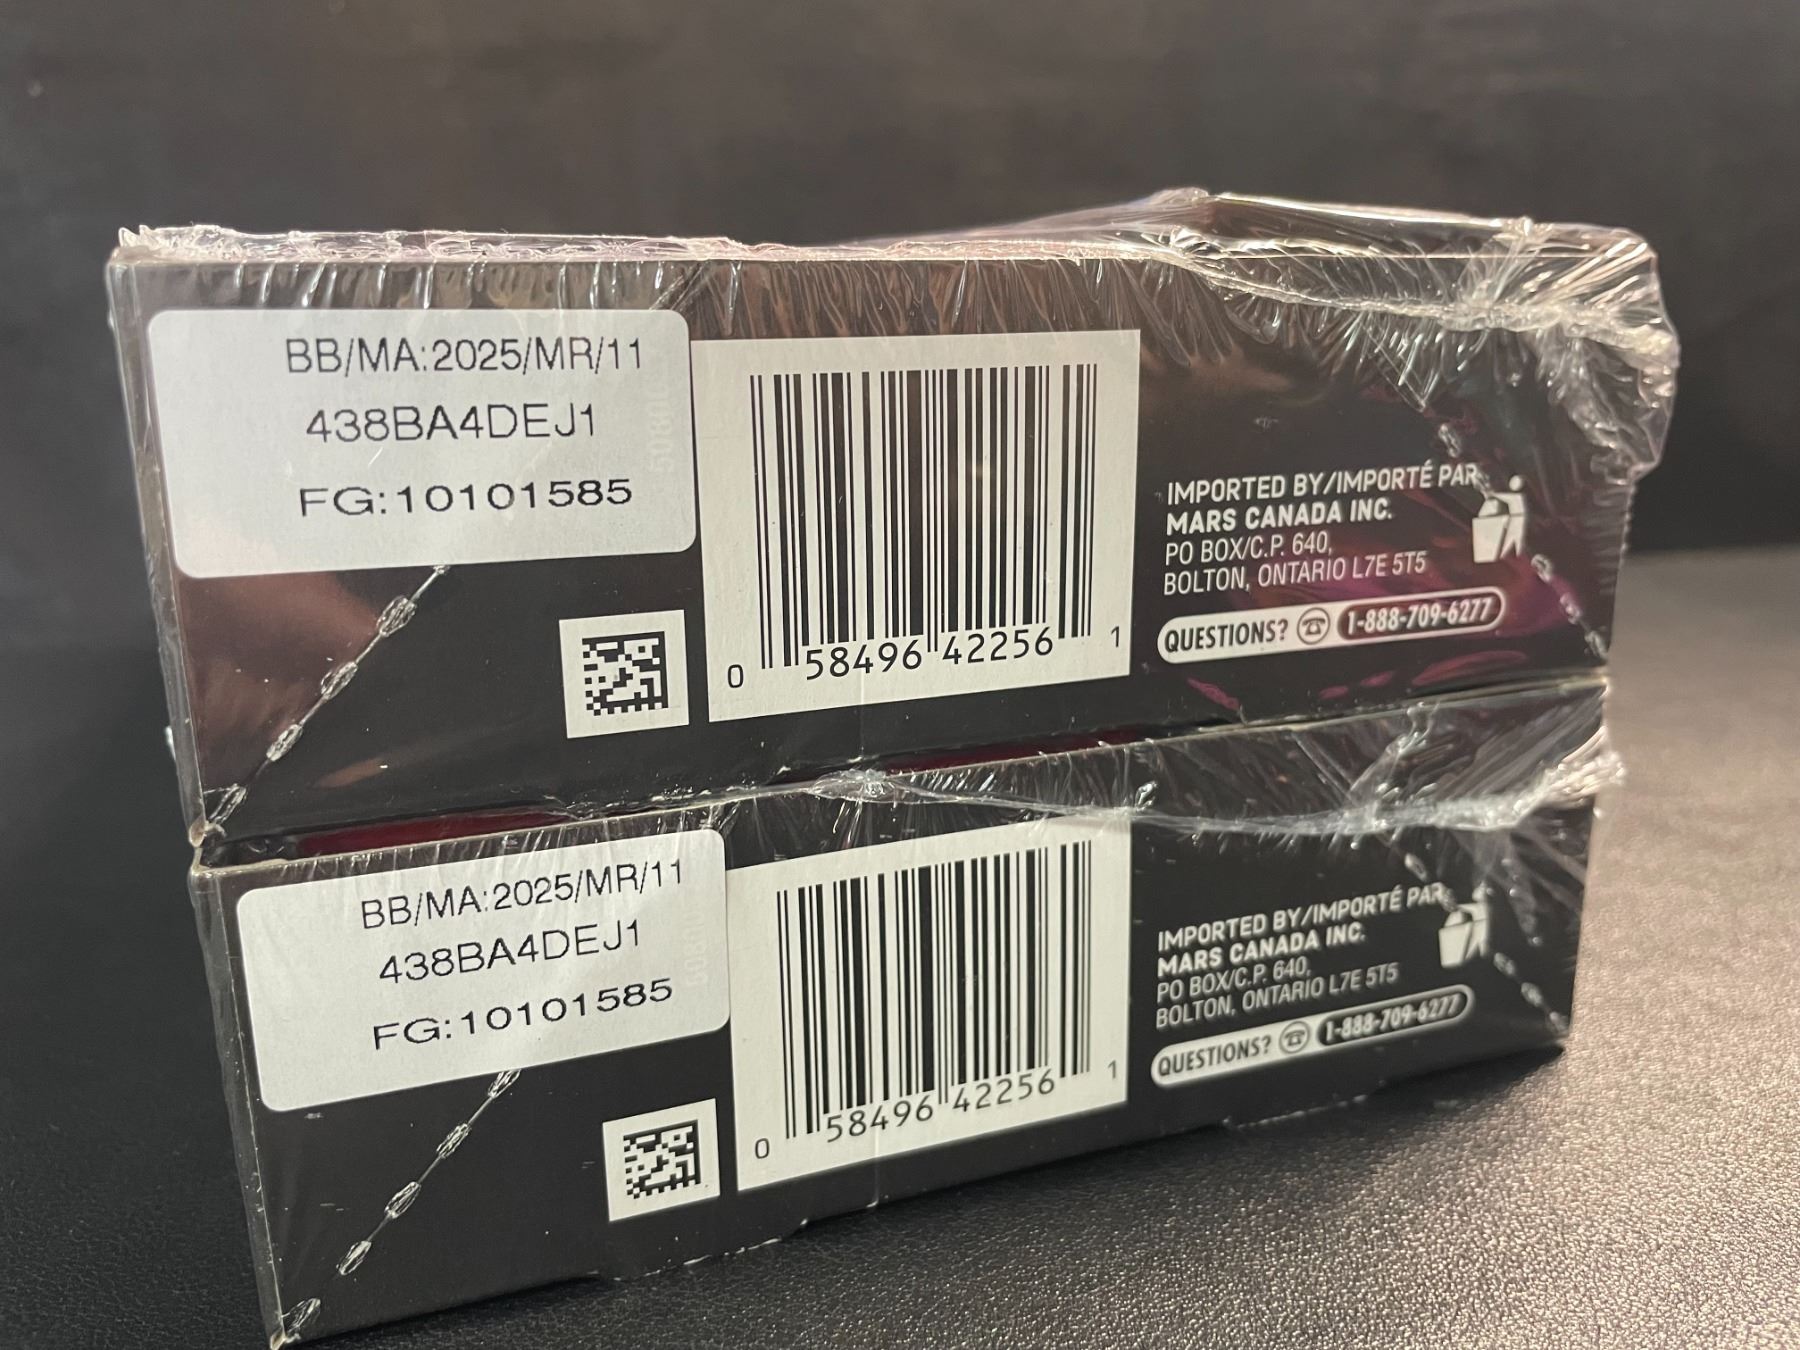 BB/MA:2025/MR/11
438BA4DEJ1
FG:10101585
0 58496 42256 1
IMPORTED BY/IMPORTÉ PAR
MARS CANADA INC.
PO BOX/C.P. 640,
BOLTON, ONTARIO L7E 5T5
QUESTIONS? 1-888-709-6277
BB/MA:2025/MR/11
438BA4DEJ1
FG:10101585
0 58496 42256 1
IMPORTED BY/IMPORTÉ PAR
MARS CANADA INC.
PO BOX/C.P. 640,
BOLTON, ONTARIO L7E 5T5
QUESTIONS? 1-888-709-6277